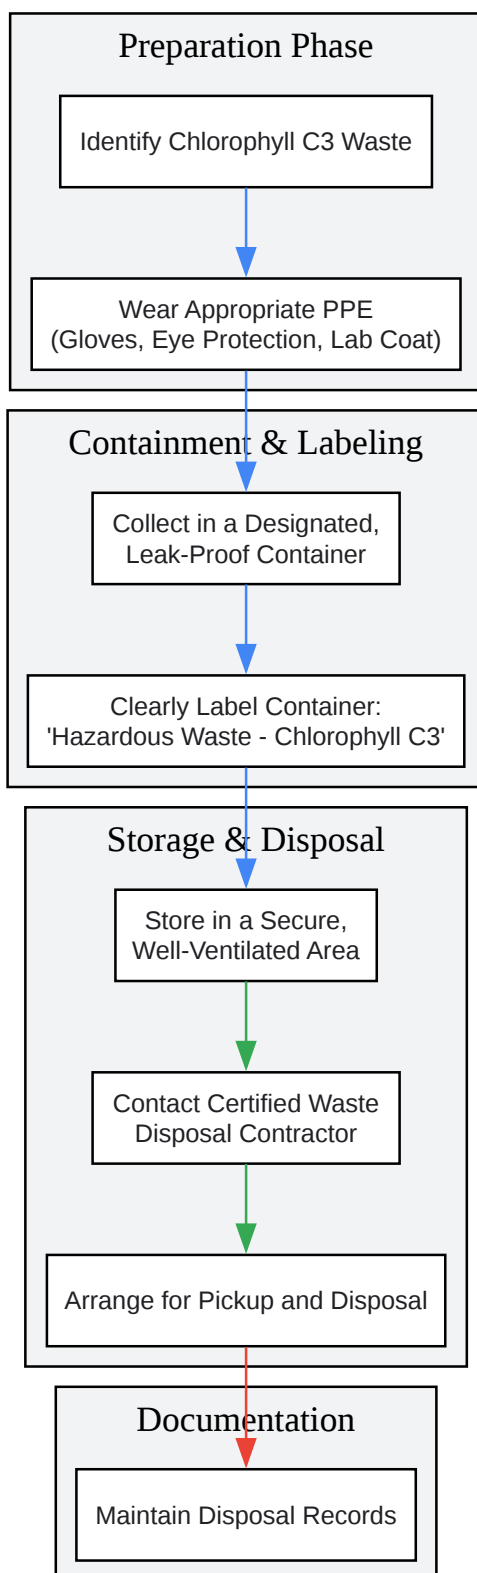 Preparation Phase
Identify Chlorophyll C3 Waste
Wear Appropriate PPE
(Gloves, Eye Protection, Lab Coat)
Containment & Labeling
Collect in a Designated,
Leak-Proof Container
Clearly Label Container:
'Hazardous Waste - Chlorophyll C3'
Storage & Disposal
Store in a Secure,
Well-Ventilated Area
Contact Certified Waste
Disposal Contractor
Arrange for Pickup and Disposal
Documentation
Maintain Disposal Records